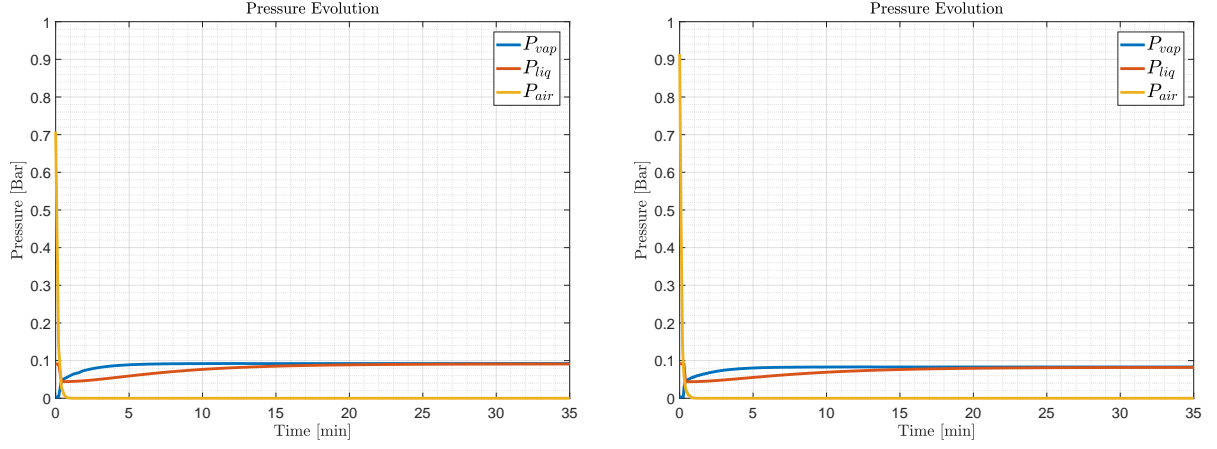 Pressure Evolution
Pressure [Bar]
1
0.9
0.8
0.7
0.6
0.5
0.4
0.3
0.2
0.1
0
0 5 10 15 20 25 30 35
Time [min]
P_vap
P_liq
P_air
Pressure Evolution
Pressure [Bar]
1
0.9
0.8
0.7
0.6
0.5
0.4
0.3
0.2
0.1
0
0 5 10 15 20 25 30 35
Time [min]
P_vap
P_liq
P_air